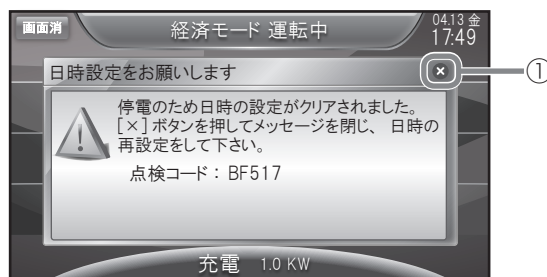 画面消
経済モード 運転中
04.13 金
17:49
日時設定をお願いします
×
①
停電のため日時の設定がクリアされました。
[×]ボタンを押してメッセージを閉じ、日時の
再設定をして下さい。
点検コード：BF517
充電 1.0 KW